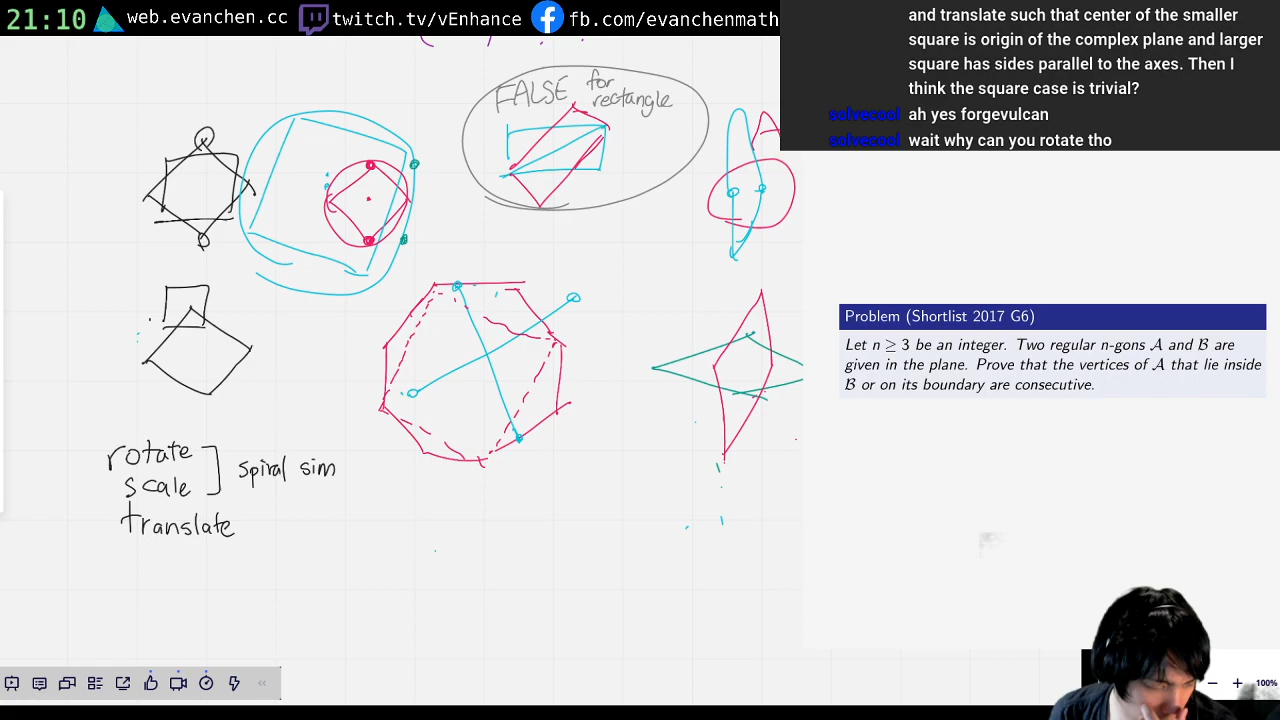 21:10 web.evanchen.cc twitch.tv/vEnhance fb.com/evanchenmath
and translate such that center of the smaller
square is origin of the complex plane and larger
square has sides parallel to the axes. Then I
think the square case is trivial?
solvecool ah yes forgevulcan
solvecool wait why can you rotate tho
FALSE for
rectangle
Problem (Shortlist 2017 G6)
Let n ≥ 3 be an integer. Two regular n-gons 𝒜 and ℬ are
given in the plane. Prove that the vertices of 𝒜 that lie inside
ℬ or on its boundary are consecutive.
rotate
scale
spiral sim
translate
100%